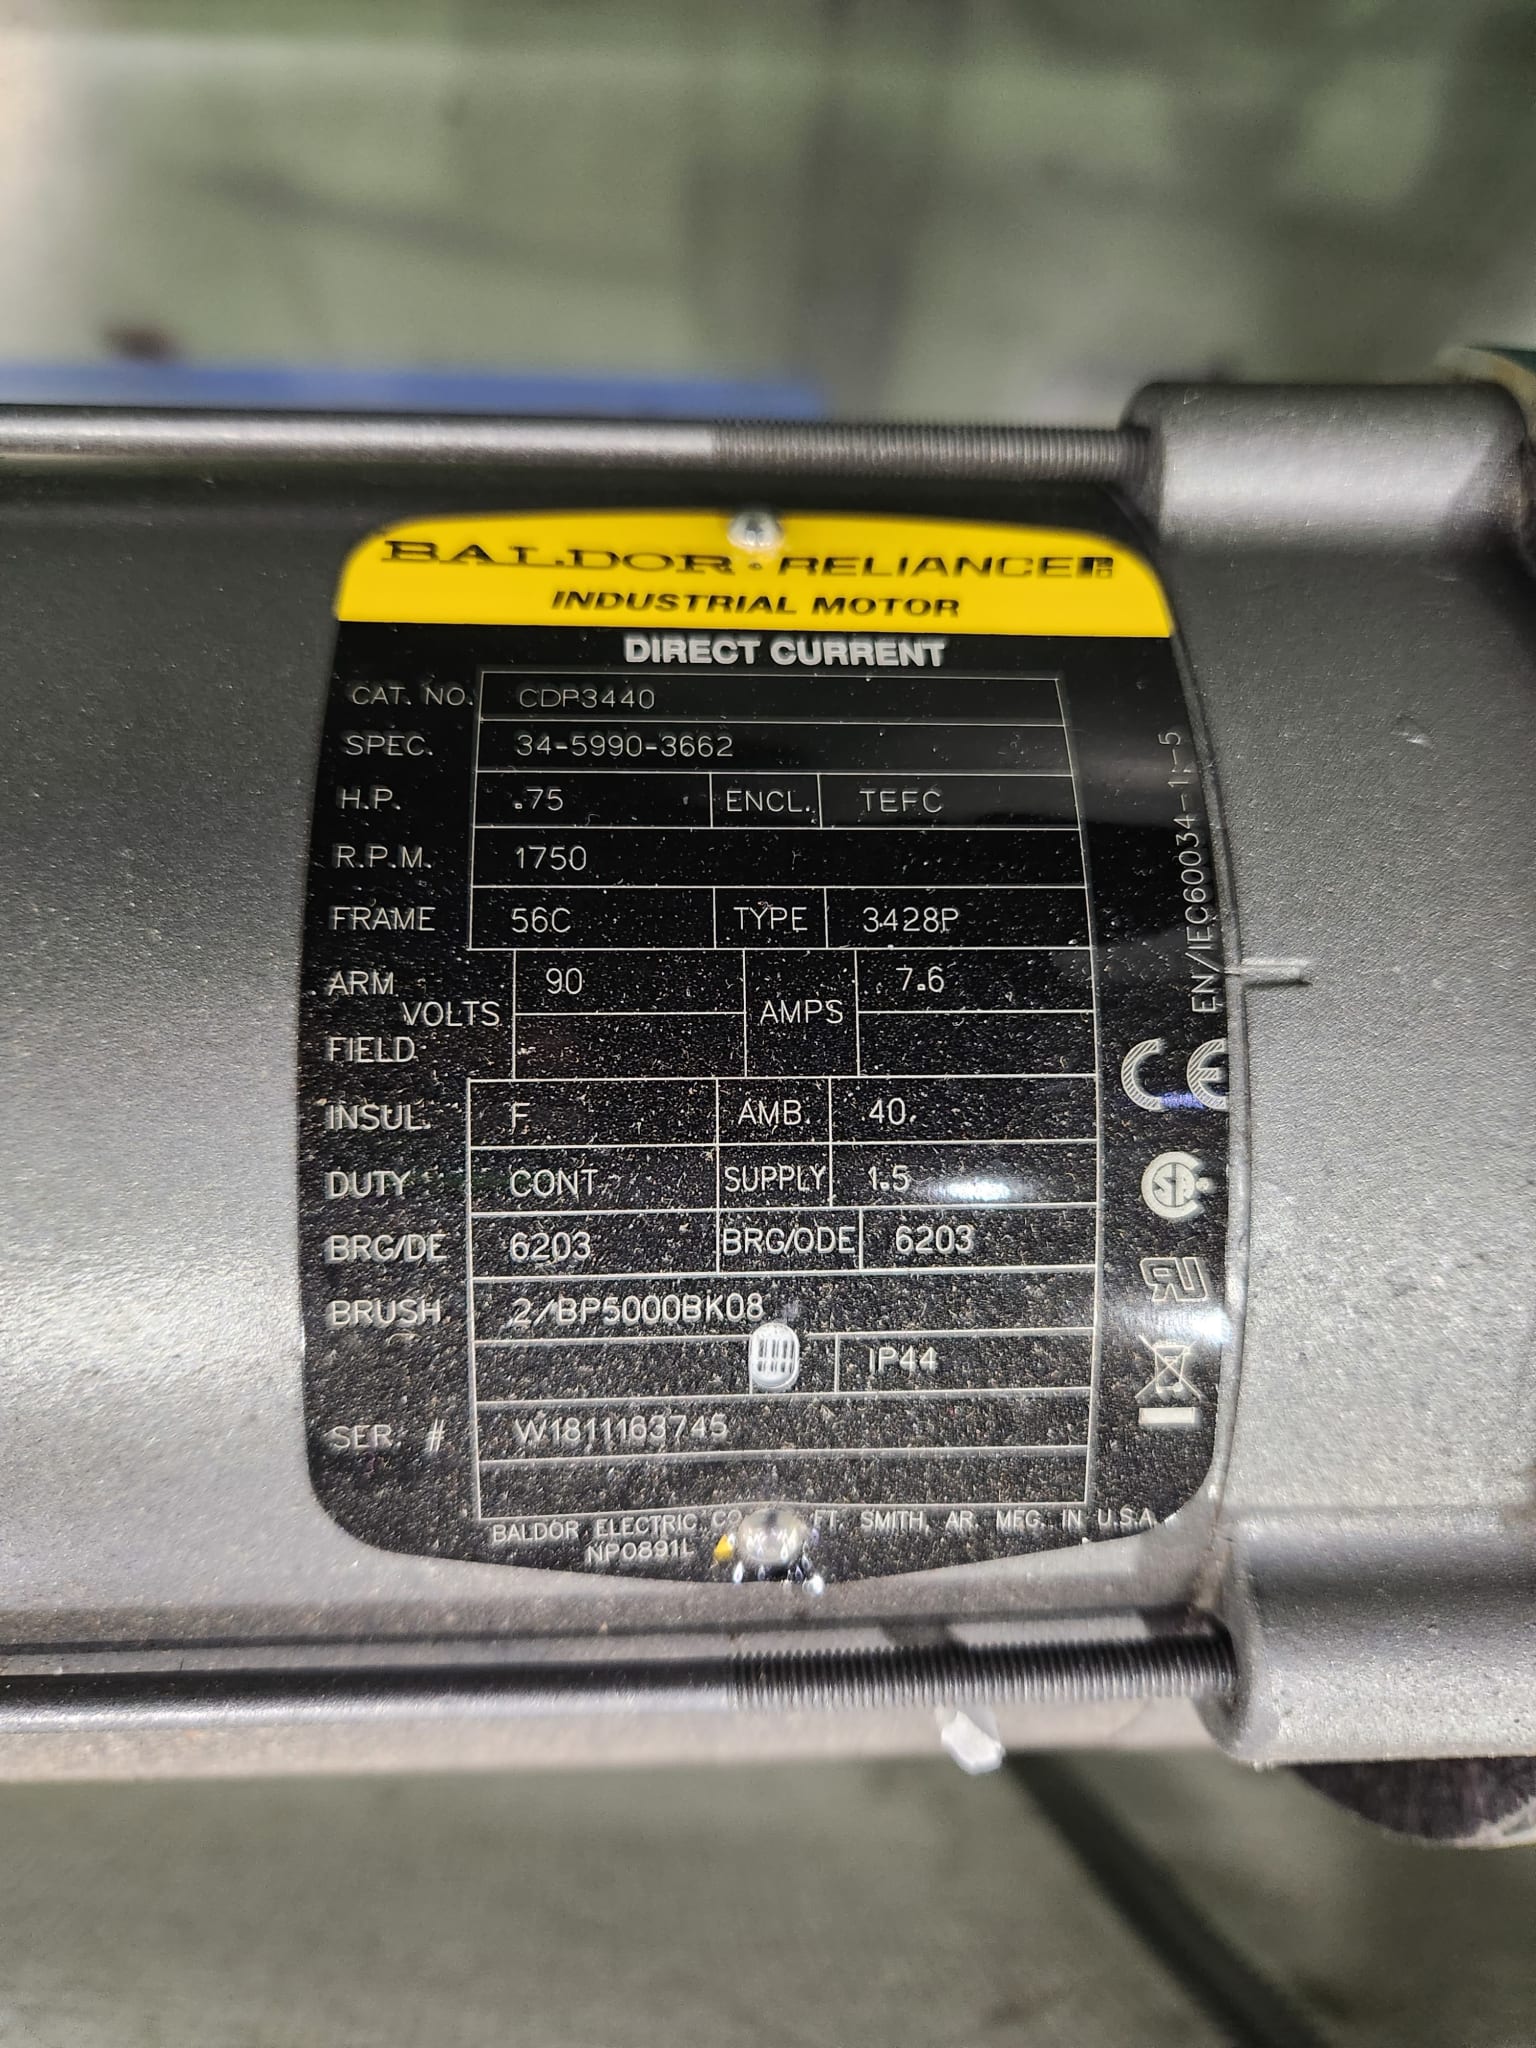 BALDOR • RELIANCE
INDUSTRIAL MOTOR
DIRECT CURRENT
CAT. NO. CDP3440
SPEC. 34-5990-3662
H.P. .75 ENCL. TEFC
R.P.M. 1750
FRAME 56C TYPE 3428P
ARM 90 7.6
VOLTS AMPS
FIELD
INSUL. F AMB. 40
DUTY CONT. SUPPLY 1.5
BRG/DE 6203 BRG/ODE 6203
BRUSH 2/BP5000BK08
IP44
SER. # W1811163745
BALDOR ELECTRIC CO. FT. SMITH, AR. MFG. IN U.S.A.
NP0891L
EN/IEC60034-1,-5
CE